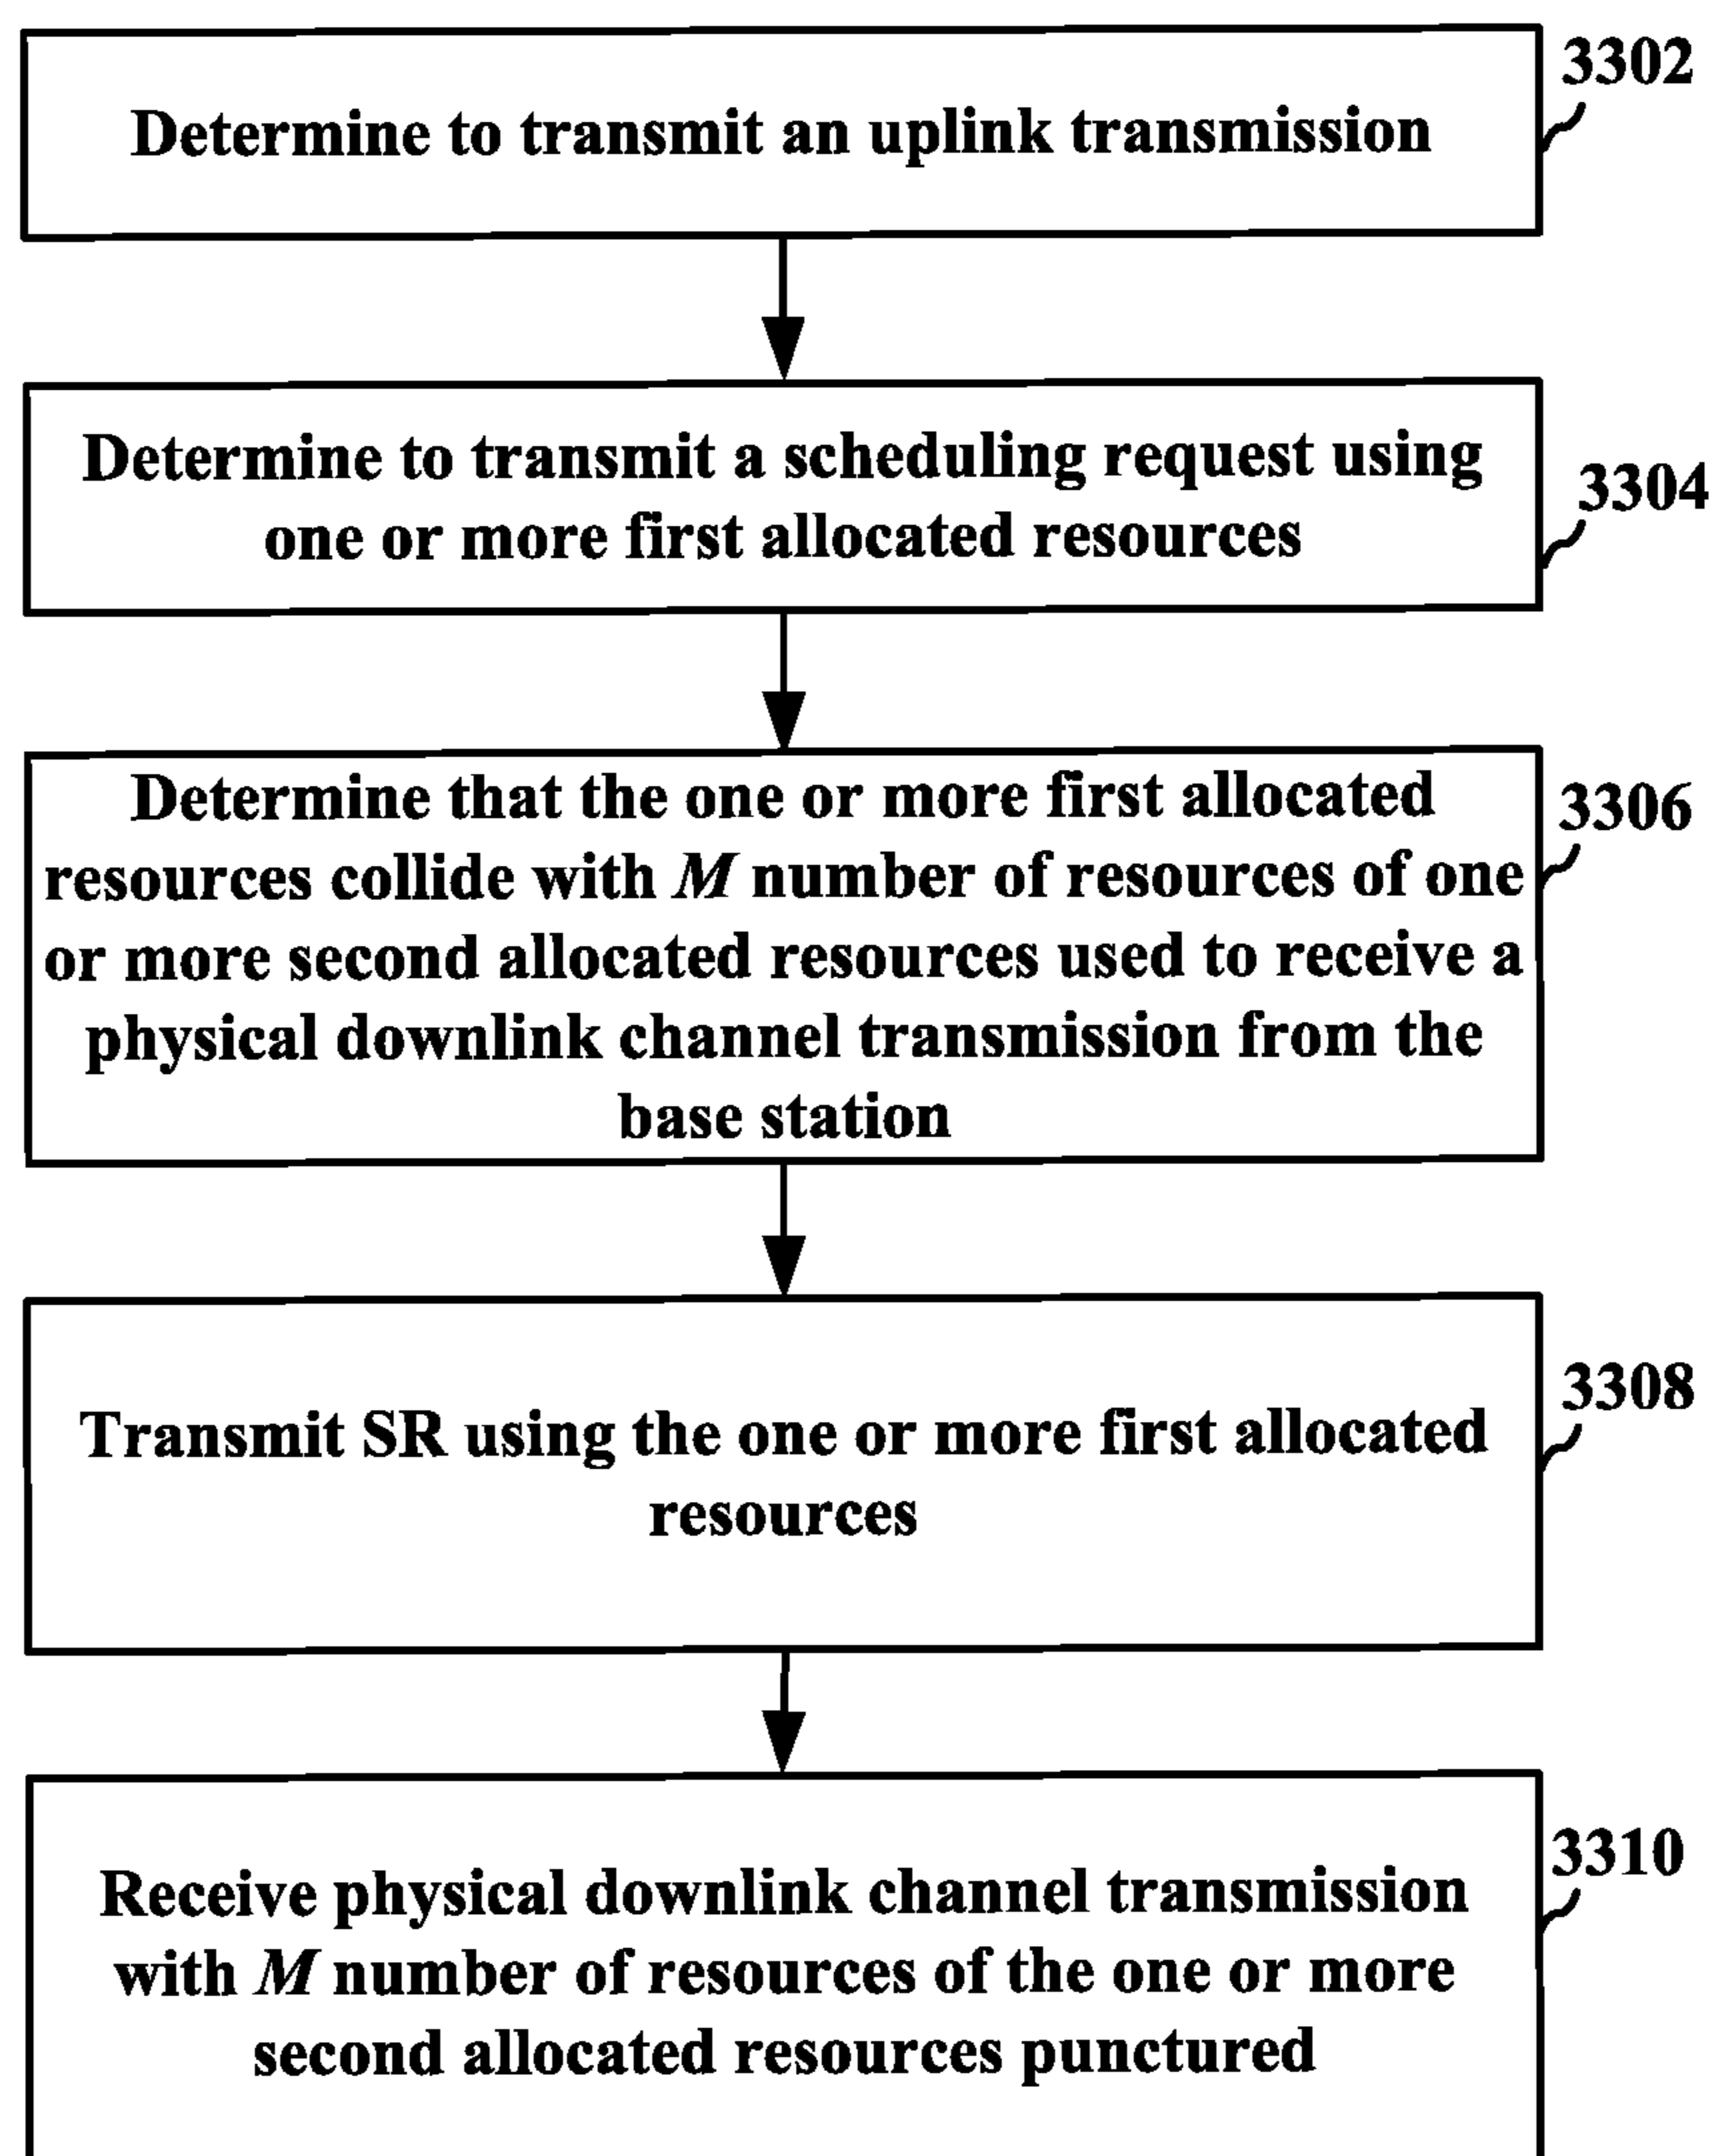 3302
Determine to transmit an uplink transmission
Determine to transmit a scheduling request using
one or more first allocated resources
3304
Determine that the one or more first allocated
resources collide with M number of resources of one
or more second allocated resources used to receive a
physical downlink channel transmission from the
base station
3306
Transmit SR using the one or more first allocated
resources
3308
Receive physical downlink channel transmission
with M number of resources of the one or more
second allocated resources punctured
3310